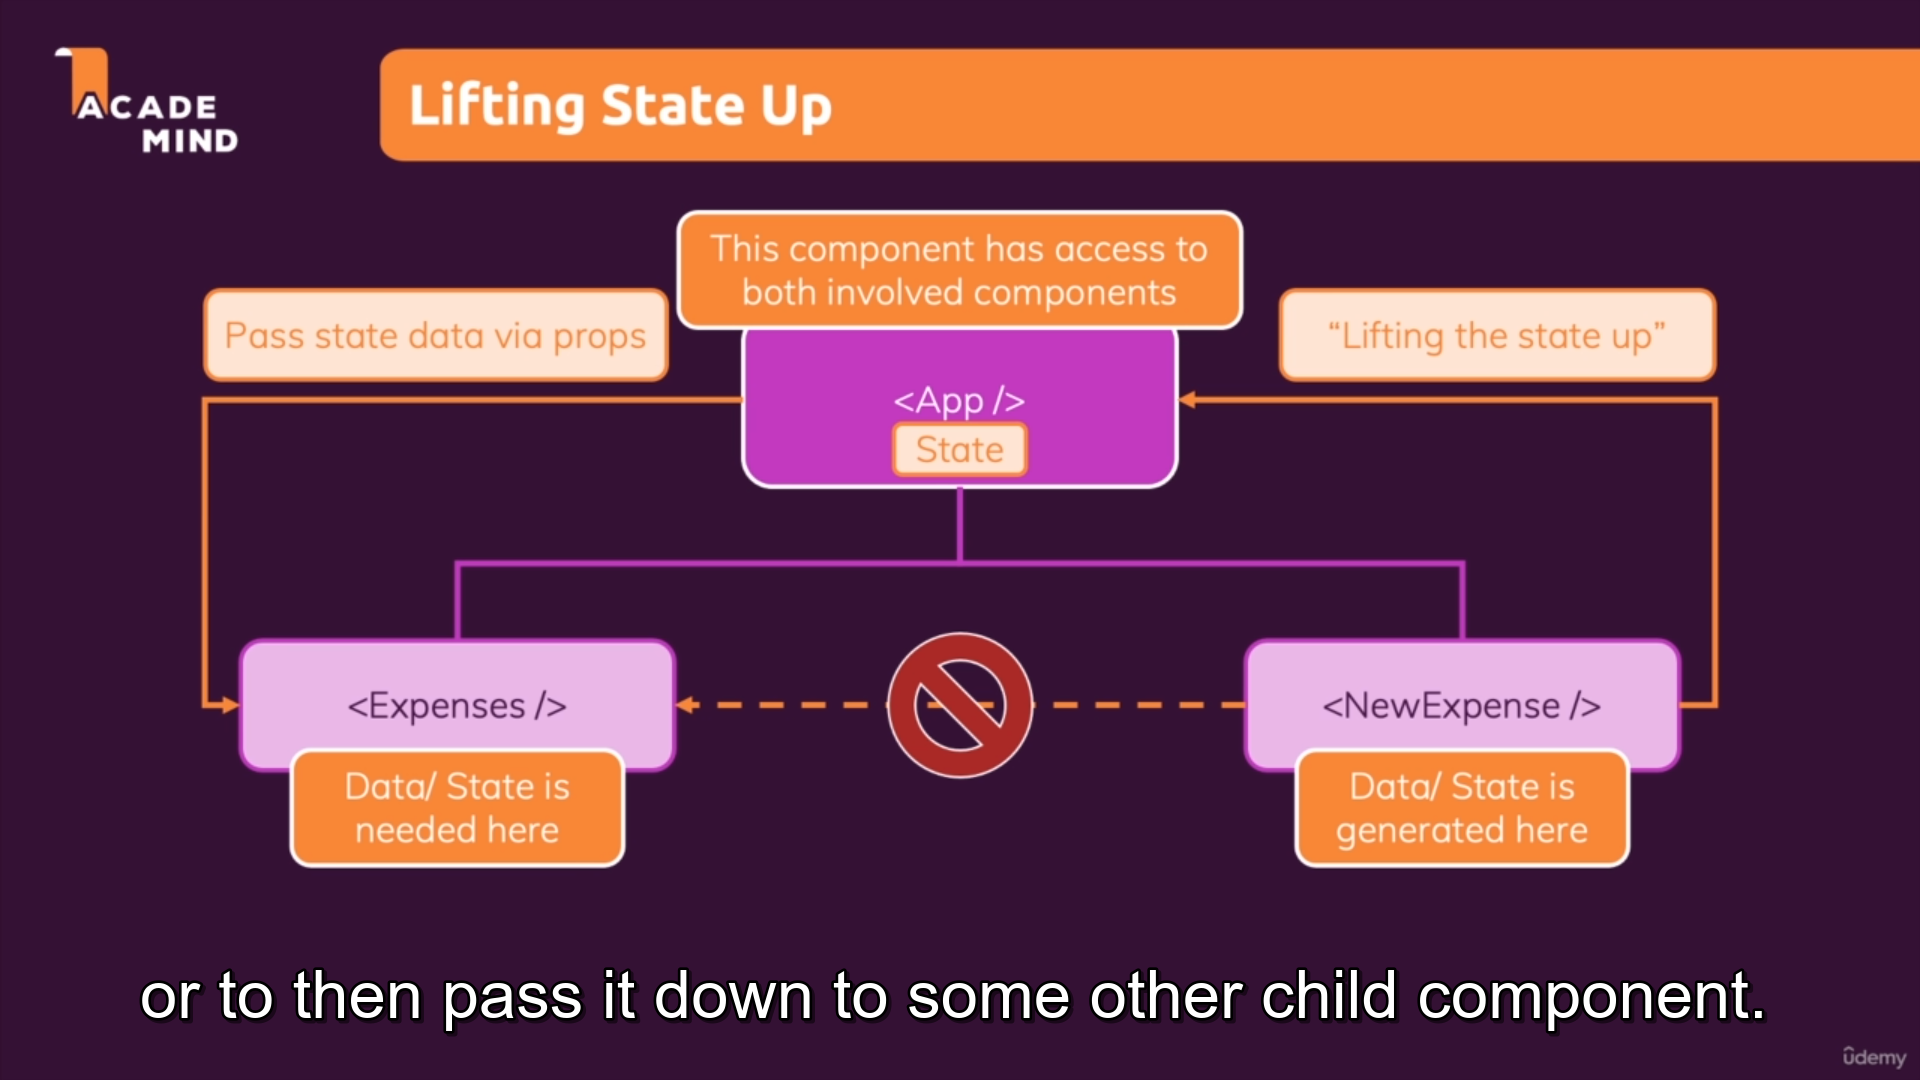 ACADE
MIND
Lifting State Up
This component has access to
both involved components
Pass state data via props
“Lifting the state up”
<App />
State
<Expenses />
<NewExpense />
Data/ State is
needed here
Data/ State is
generated here
or to then pass it down to some other child component.
ûdemy